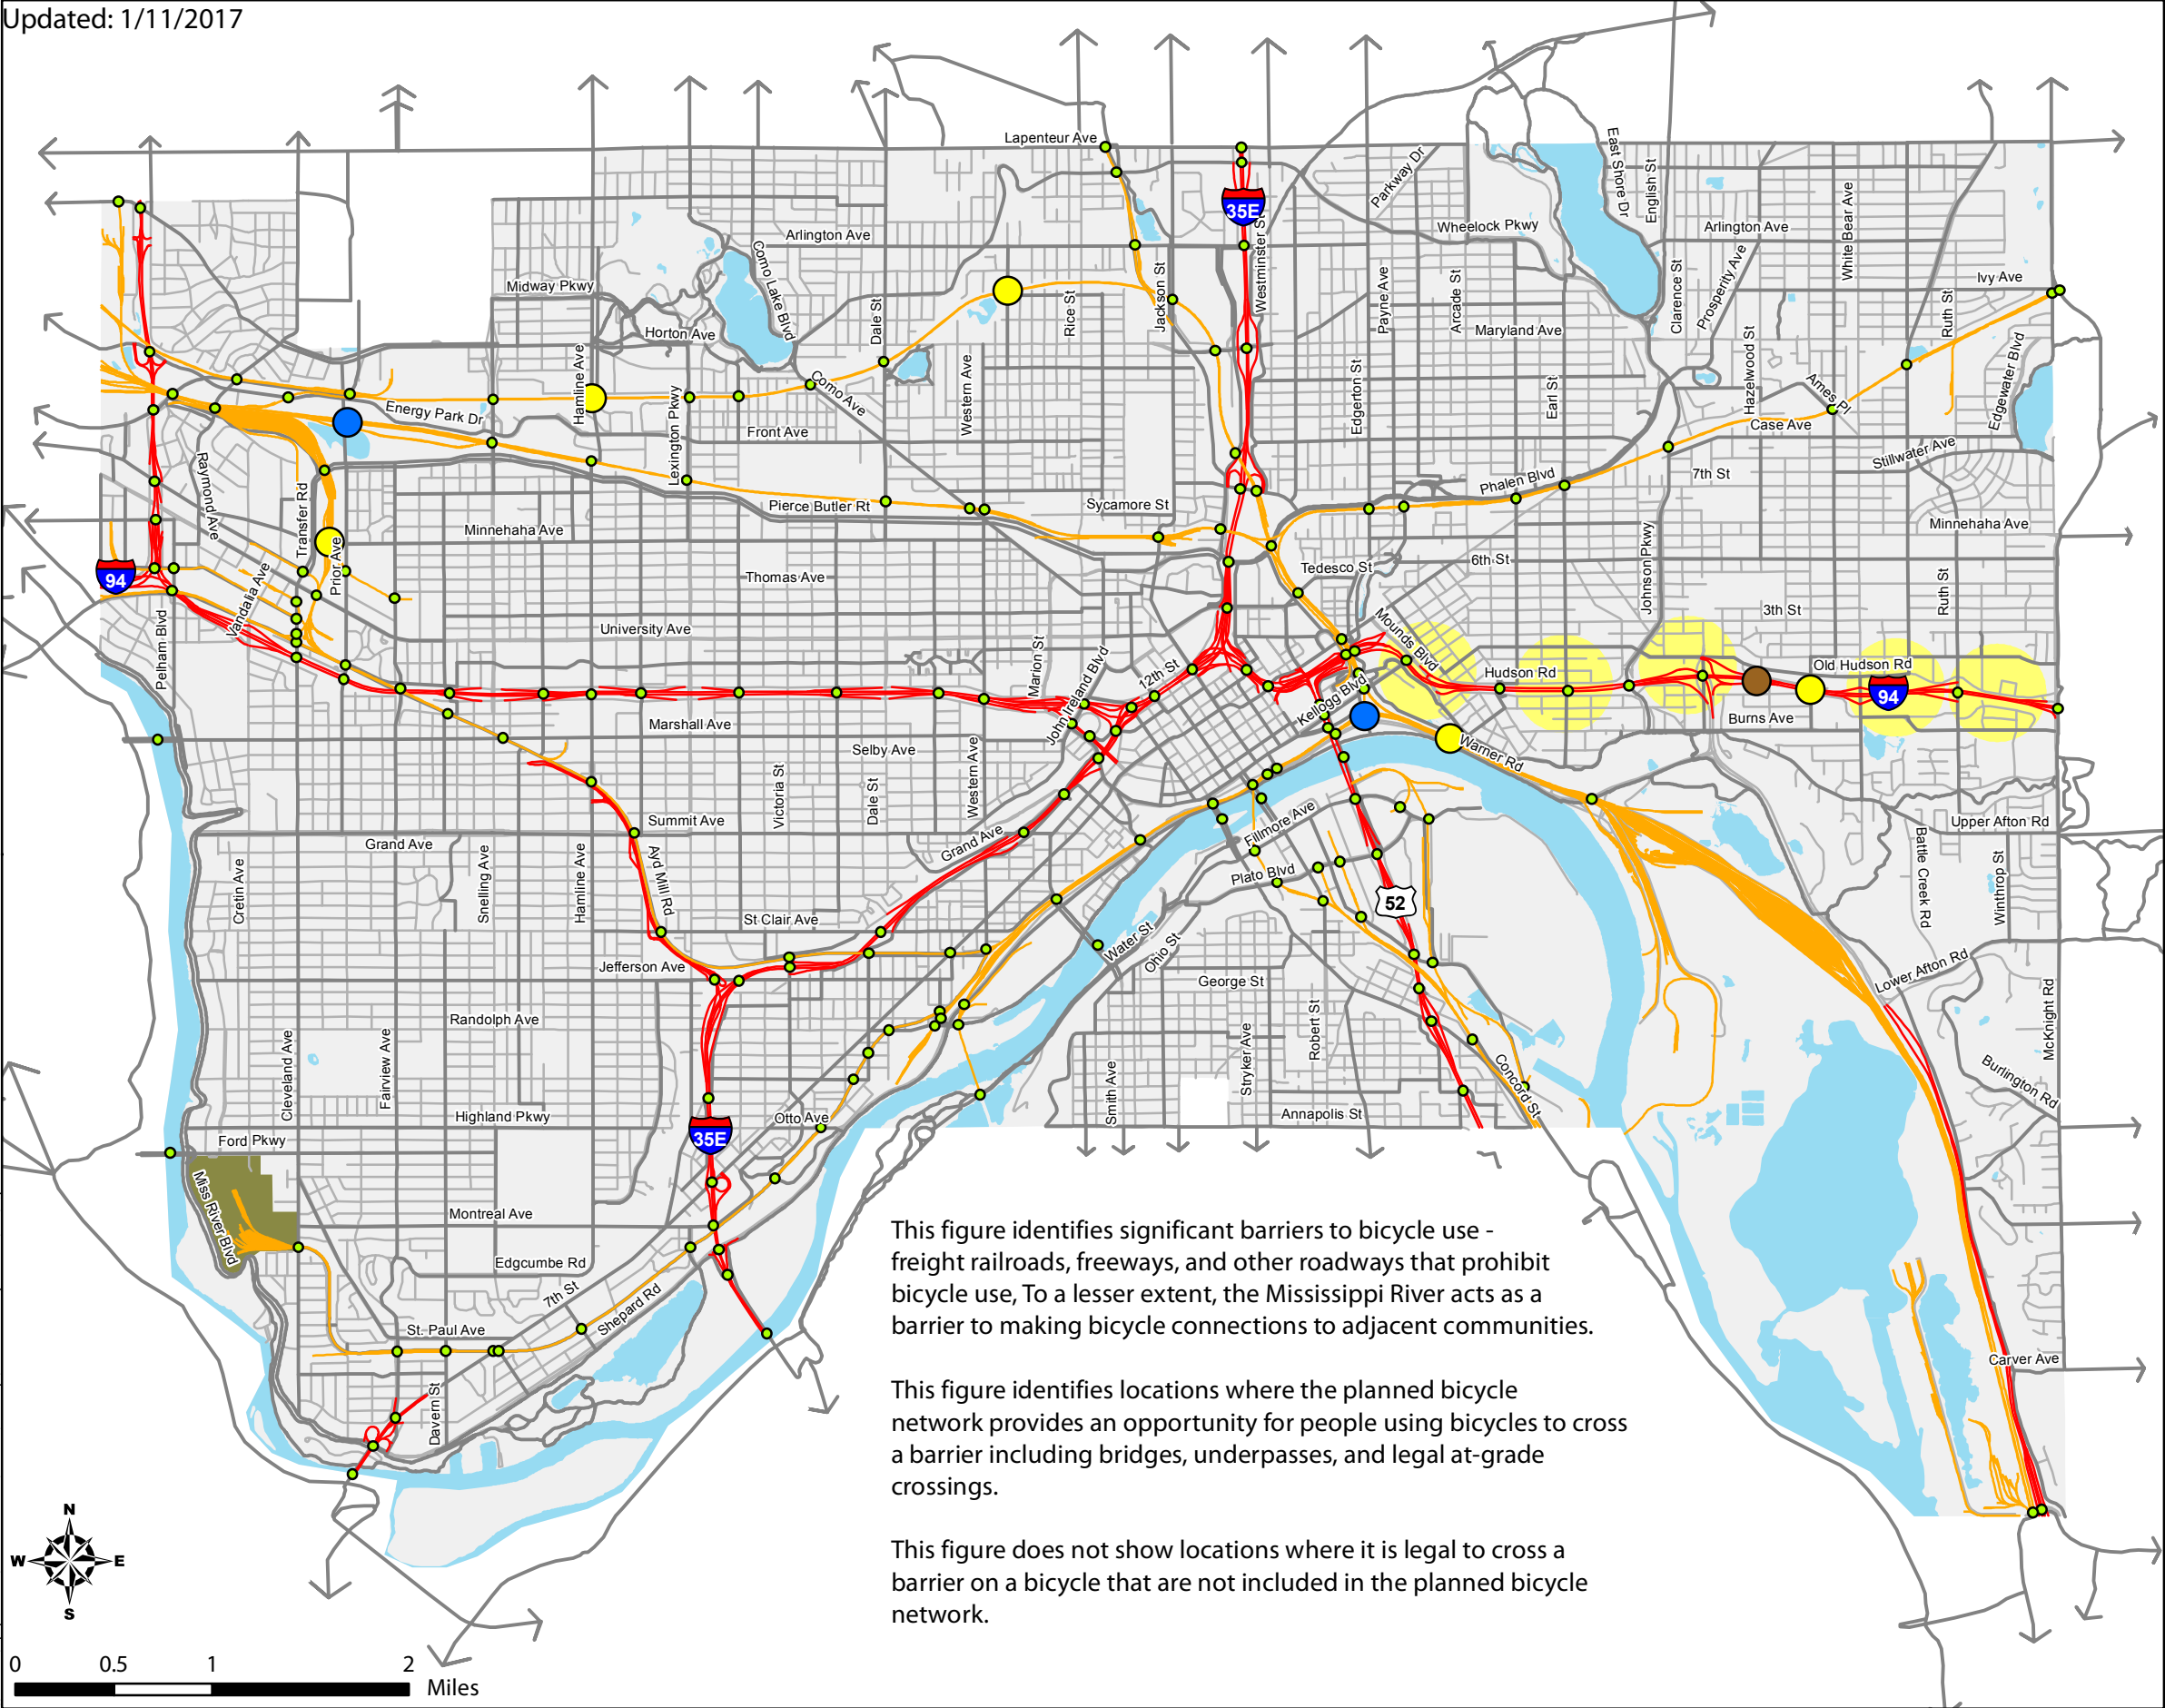 Updated: 1/11/2017
Lapenteur Ave
Parkway Dr
East Shore Dr
English St
35E
Westminster St
Arlington Ave
Wheelock Pkwy
Arlington Ave
White Bear Ave
Como Lake Blvd
Midway Pkwy
Jackson St
Rice St
Payne Ave
Arcade St
Clarence St
Prosperity Ave
Ivy Ave
Ruth St
Horton Ave
Dale St
Maryland Ave
Hazelwood St
Edgewater Blvd
Hamline Ave
Lexington Pkwy
Como Ave
Western Ave
Edgerton St
Earl St
Ames Pl
Energy Park Dr
Front Ave
Case Ave
Stillwater Ave
Raymond Ave
Transfer Rd
Pierce Butler Rt
Sycamore St
Phalen Blvd
7th St
Minnehaha Ave
Minnehaha Ave
Prior Ave
94
Vandalia Ave
Thomas Ave
Tedesco St
6th St
Johnson Pkwy
Ruth St
3th St
Pelham Blvd
University Ave
Marion St
John Ireland Blvd
12th St
Mounds Blvd
Hudson Rd
Old Hudson Rd
94
Kellogg Blvd
Marshall Ave
Selby Ave
Burns Ave
Warner Rd
Western Ave
Victoria St
Dale St
Summit Ave
Grand Ave
Grand Ave
Fillmore Ave
Upper Afton Rd
Cretin Ave
Snelling Ave
Hamline Ave
Ayd Mill Rd
Plato Blvd
52
Battle Creek Rd
Winthrop St
St Clair Ave
Water St
Ohio St
Jefferson Ave
George St
Lower Afton Rd
Randolph Ave
Cleveland Ave
Fairview Ave
Smith Ave
Stryker Ave
Robert St
Concord St
McKnight Rd
Burlington Rd
Highland Pkwy
Otto Ave
Annapolis St
35E
Ford Pkwy
Miss River Blvd
Montreal Ave
Edgcumbe Rd
7th St
Shepard Rd
St. Paul Ave
Davern St
Carver Ave
This figure identifies significant barriers to bicycle use -
freight railroads, freeways, and other roadways that prohibit
bicycle use, To a lesser extent, the Mississippi River acts as a
barrier to making bicycle connections to adjacent communities.
This figure identifies locations where the planned bicycle
network provides an opportunity for people using bicycles to cross
a barrier including bridges, underpasses, and legal at-grade
crossings.
This figure does not show locations where it is legal to cross a
barrier on a bicycle that are not included in the planned bicycle
network.
N
W E
S
0 0.5 1 2
Miles